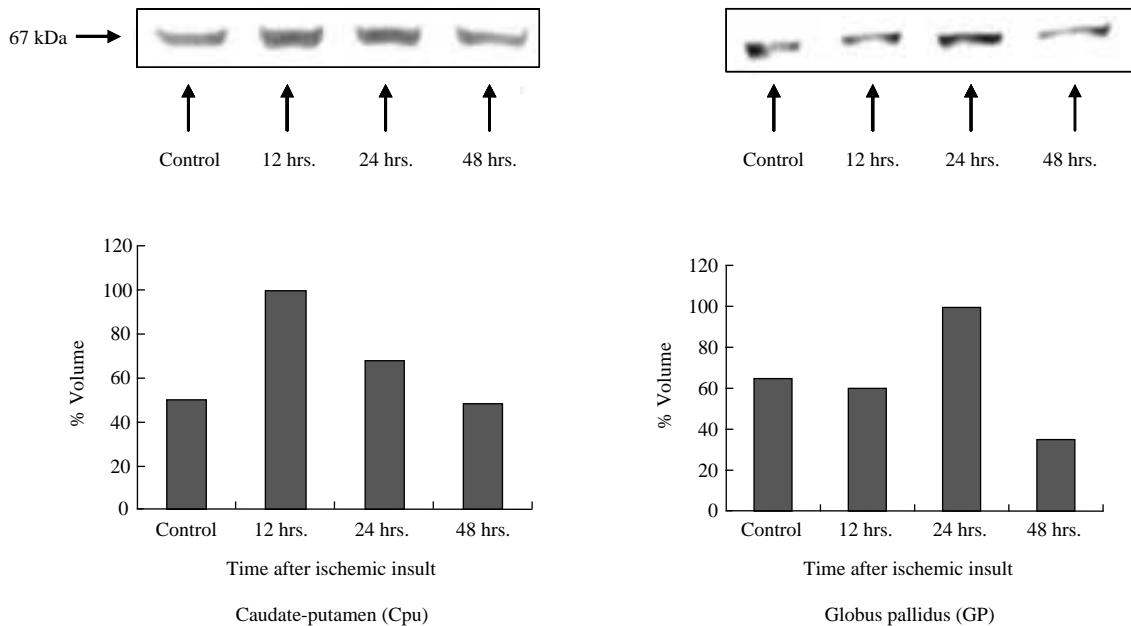 67 kDa
Control 12 hrs. 24 hrs. 48 hrs.
Control 12 hrs. 24 hrs. 48 hrs.
% Volume
120
100
80
60
40
20
0
Control 12 hrs. 24 hrs. 48 hrs.
Time after ischemic insult
Caudate-putamen (Cpu)
% Volume
120
100
80
60
40
20
0
Control 12 hrs. 24 hrs. 48 hrs.
Time after ischemic insult
Globus pallidus (GP)